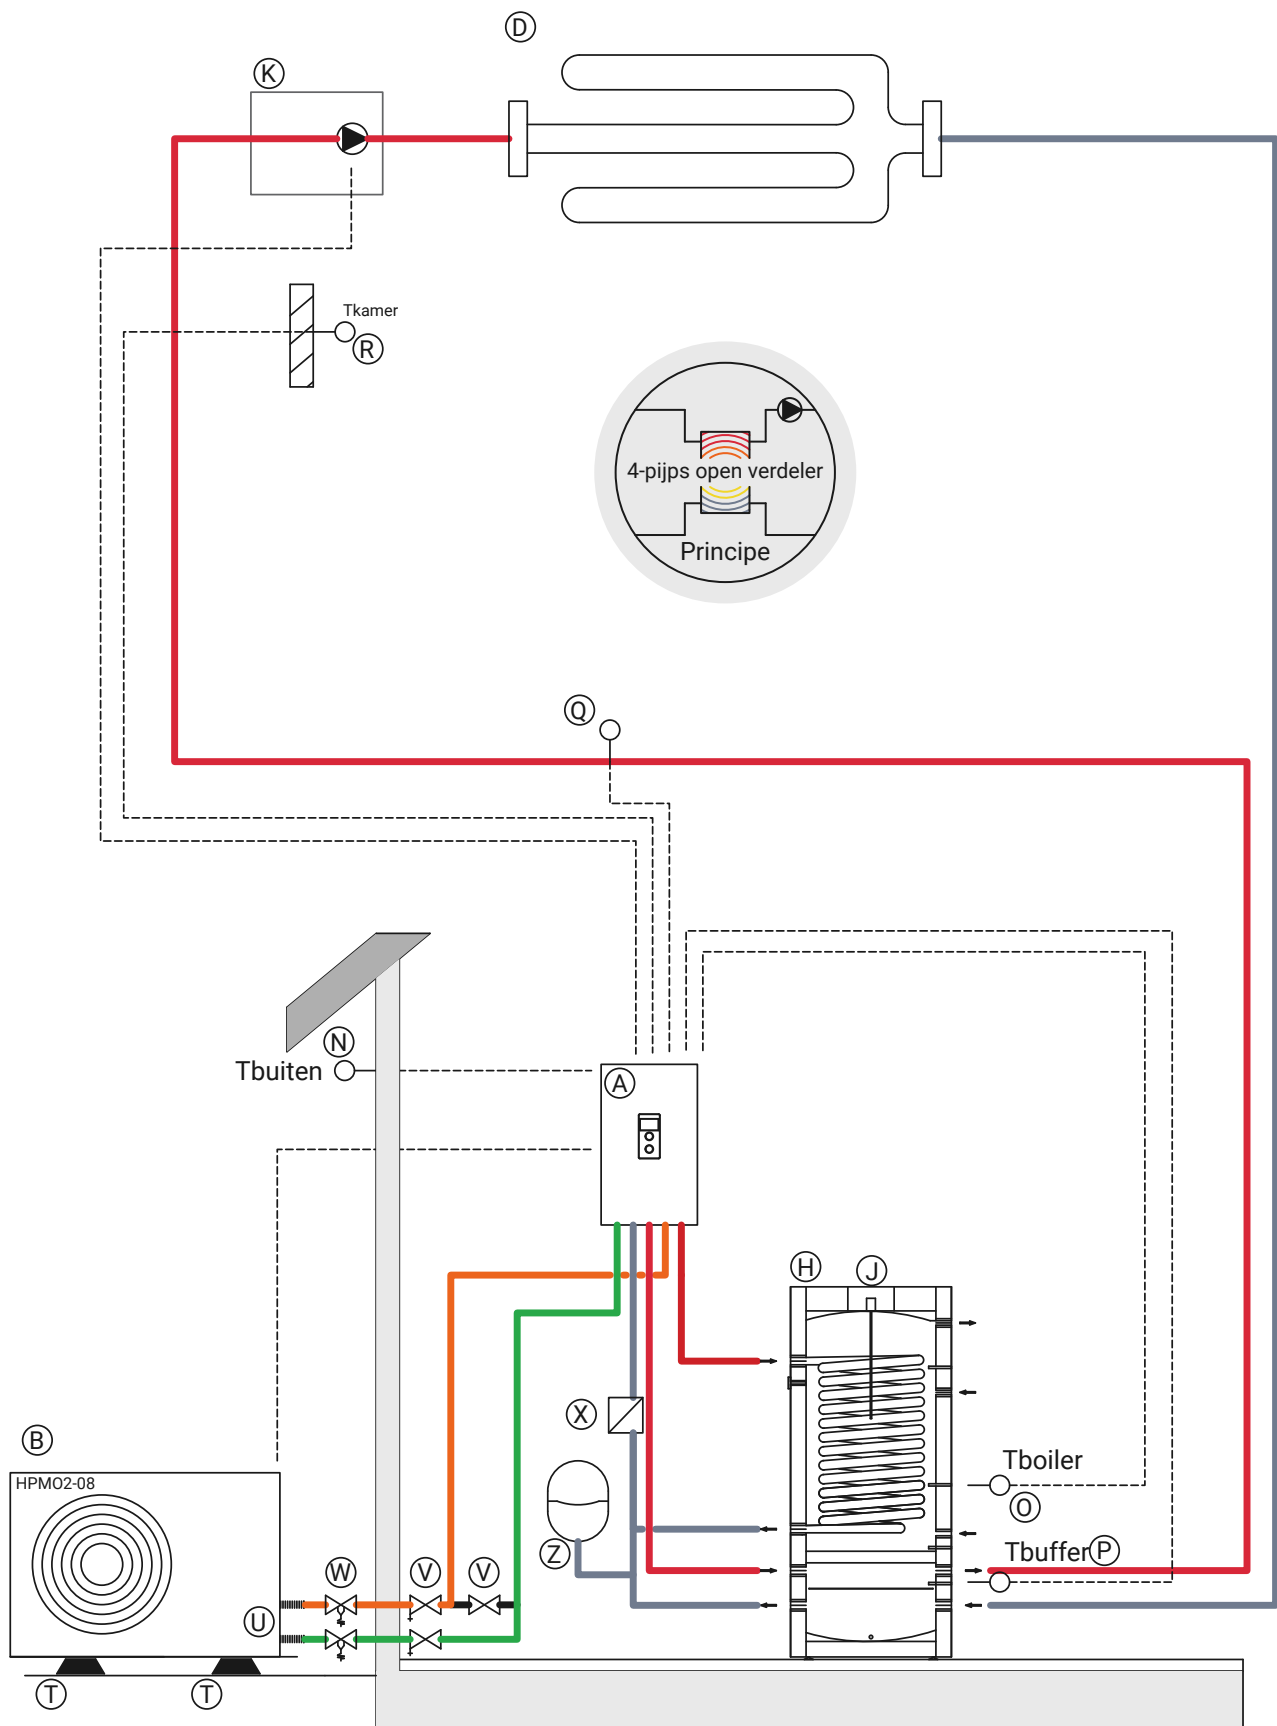 D
K
Tkamer
R
4-pijps open verdeler
Principe
Q
N
Tbuiten
A
H
J
X
B
HPMO2-08
Tboiler
O
Z
Tbuffer P
W
V
V
U
T
T